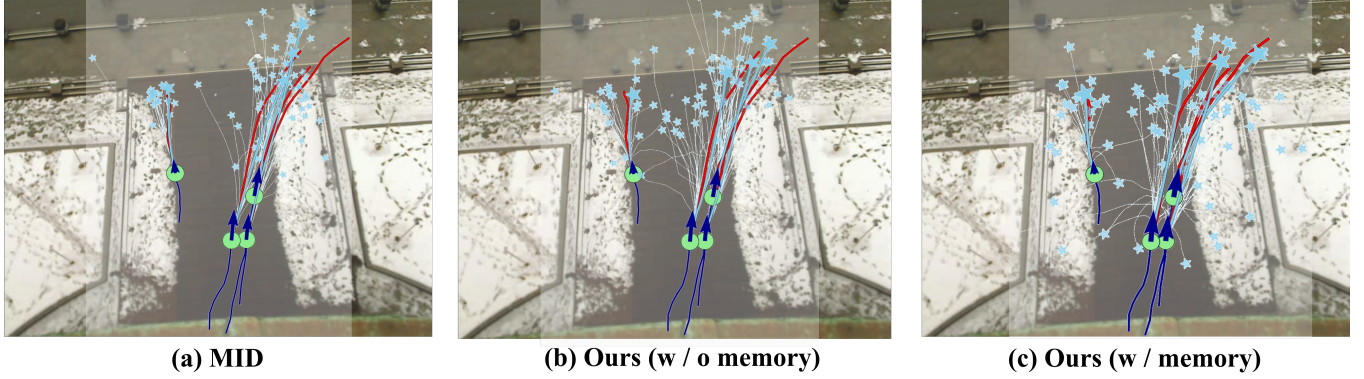 (a) MID
(b) Ours (w / o memory)
(c) Ours (w / memory)